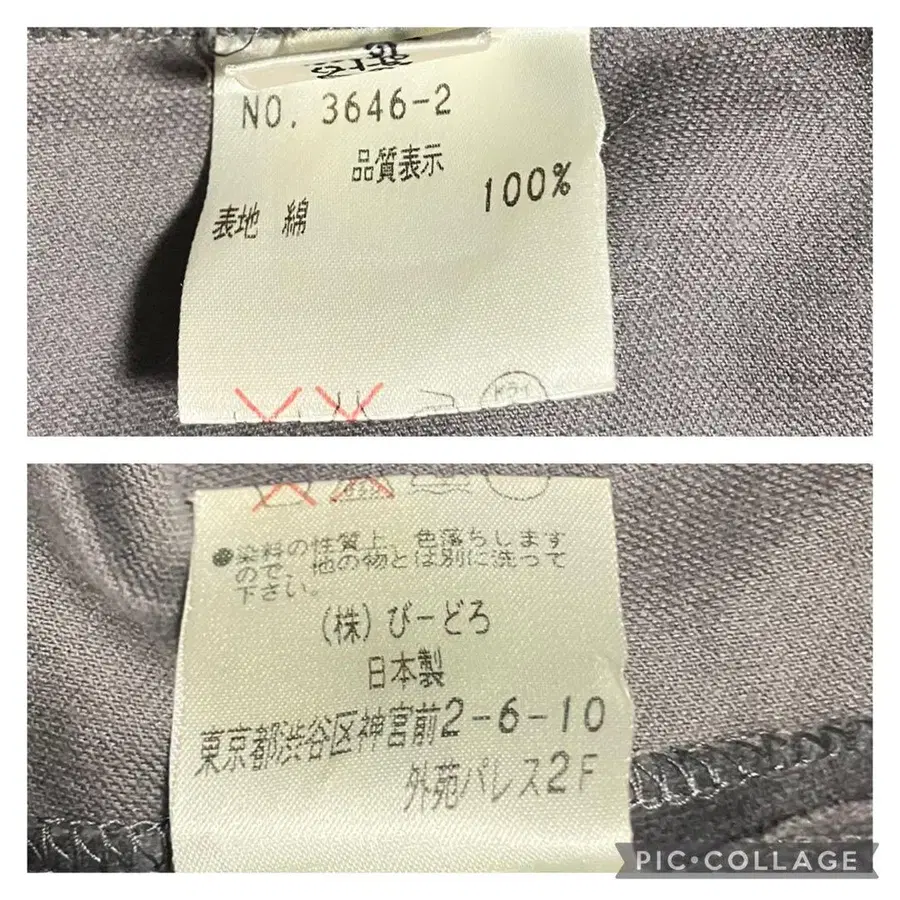 NO. 3646-2
品質表示
表地 綿 100%
ドライ
●染料の性質上、色落ちします
ので、他の物とは別に洗って
下さい。
(株)びーどろ
日本製
東京都渋谷区神宮前2-6-10
外苑パレス2F
PIC•COLLAGE